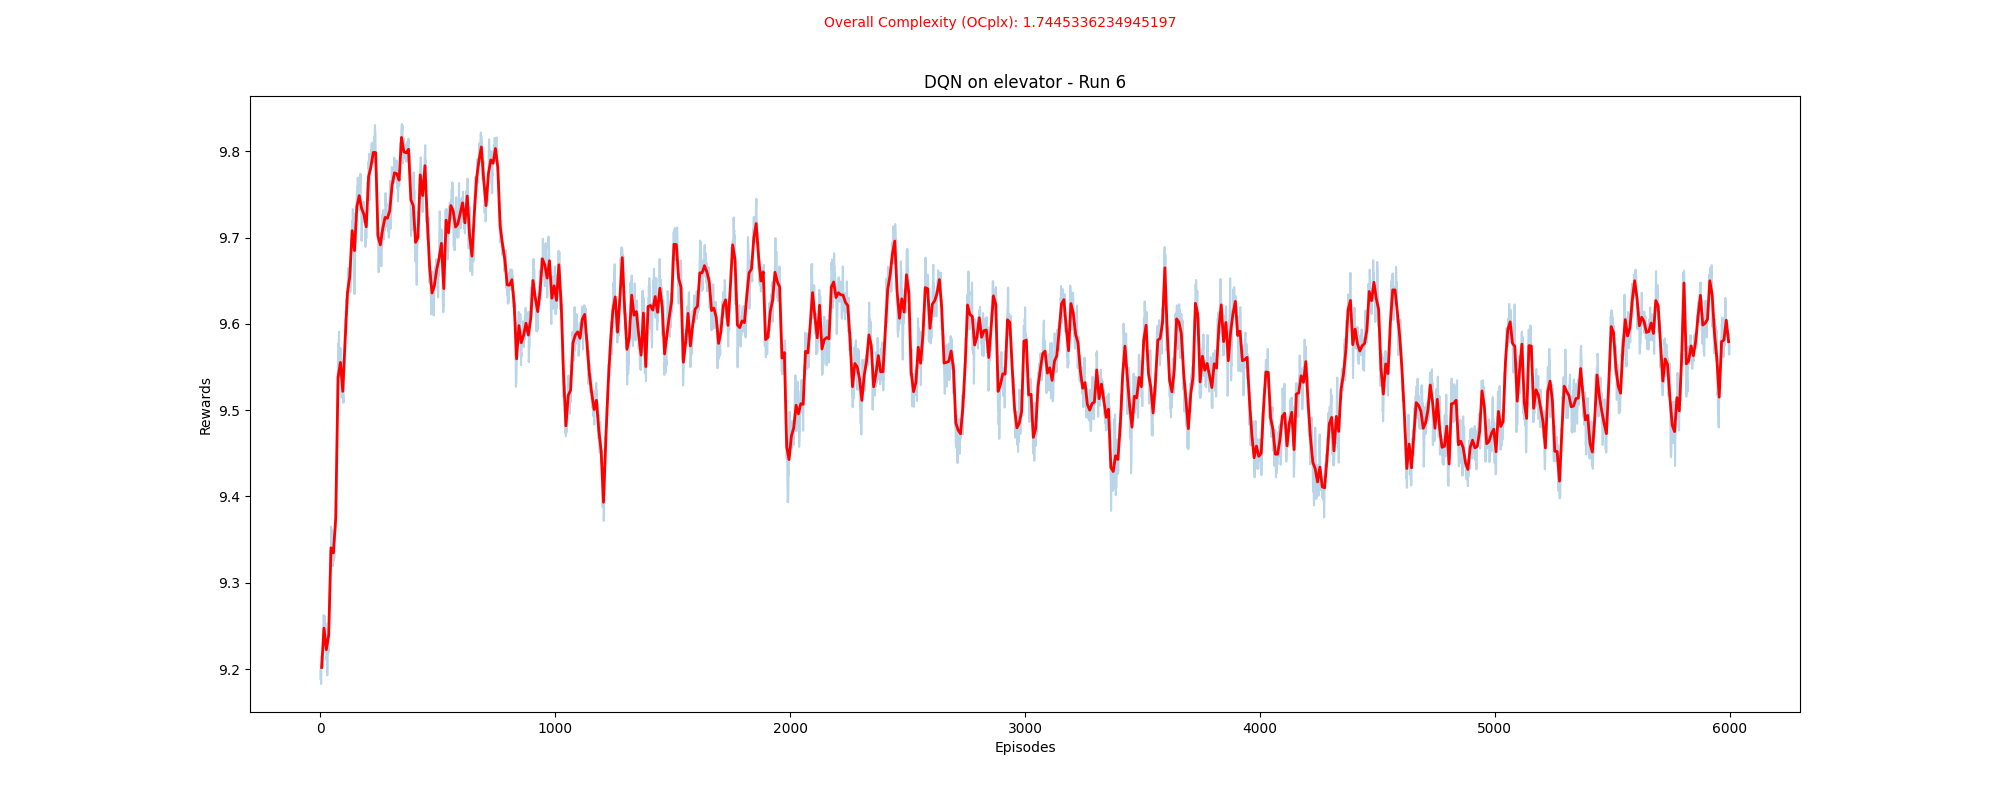 Overall Complexity (OCplx): 1.7445336234945197
DQN on elevator - Run 6
9.8
9.7
9.6
9.5
9.4
9.3
9.2
Rewards
0 1000 2000 3000 4000 5000 6000
Episodes